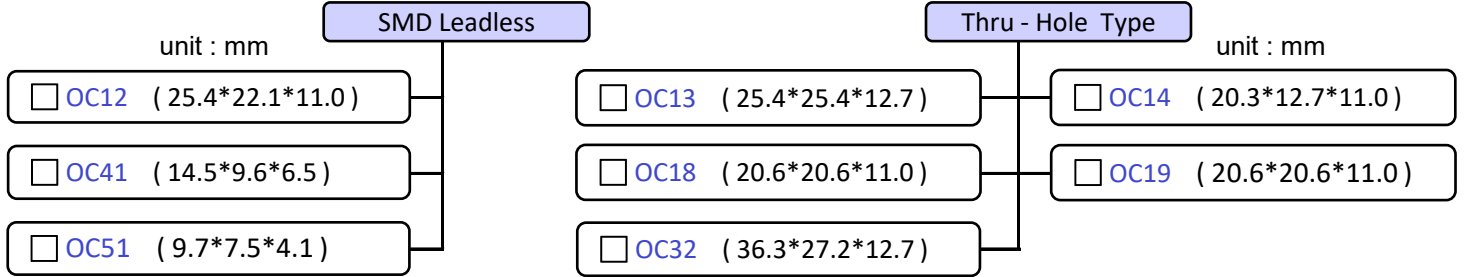 SMD Leadless
Thru - Hole Type
unit : mm
unit : mm
OC12 ( 25.4*22.1*11.0 )
OC13 ( 25.4*25.4*12.7 )
OC14 ( 20.3*12.7*11.0 )
OC41 ( 14.5*9.6*6.5 )
OC18 ( 20.6*20.6*11.0 )
OC19 ( 20.6*20.6*11.0 )
OC51 ( 9.7*7.5*4.1 )
OC32 ( 36.3*27.2*12.7 )